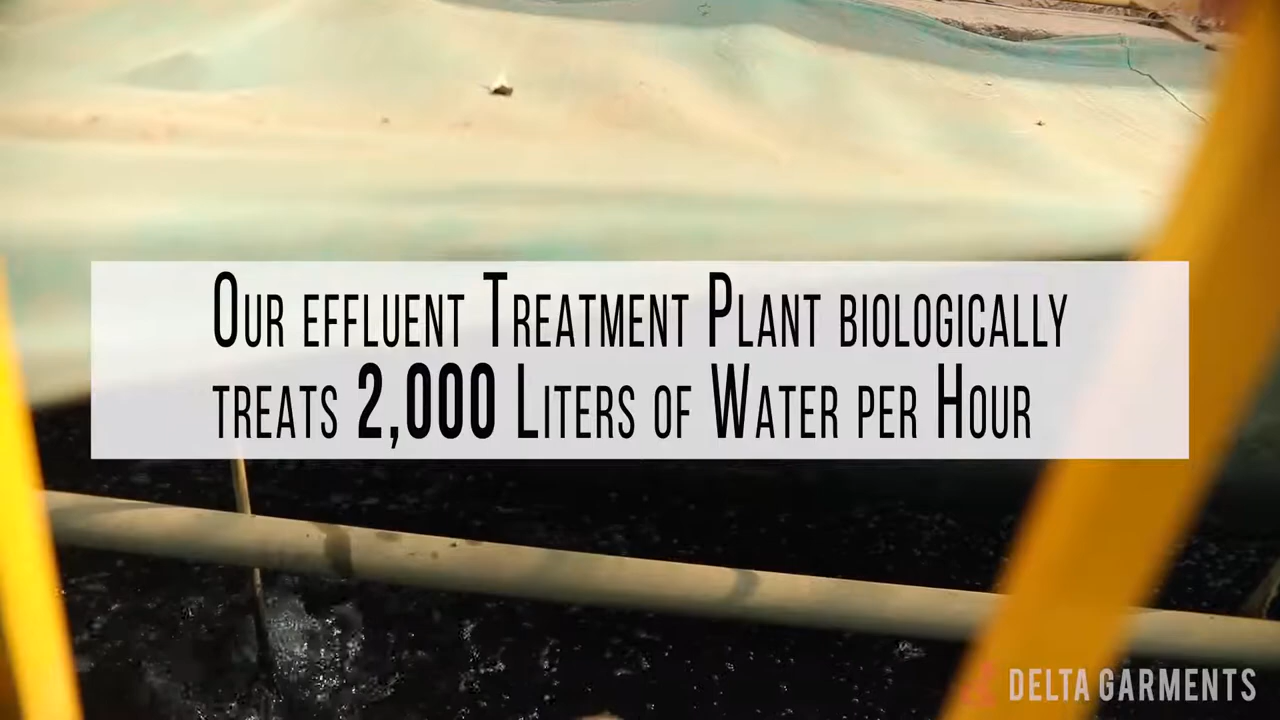 Our effluent Treatment Plant biologically
treats 2,000 Liters of Water per Hour
DELTA GARMENTS